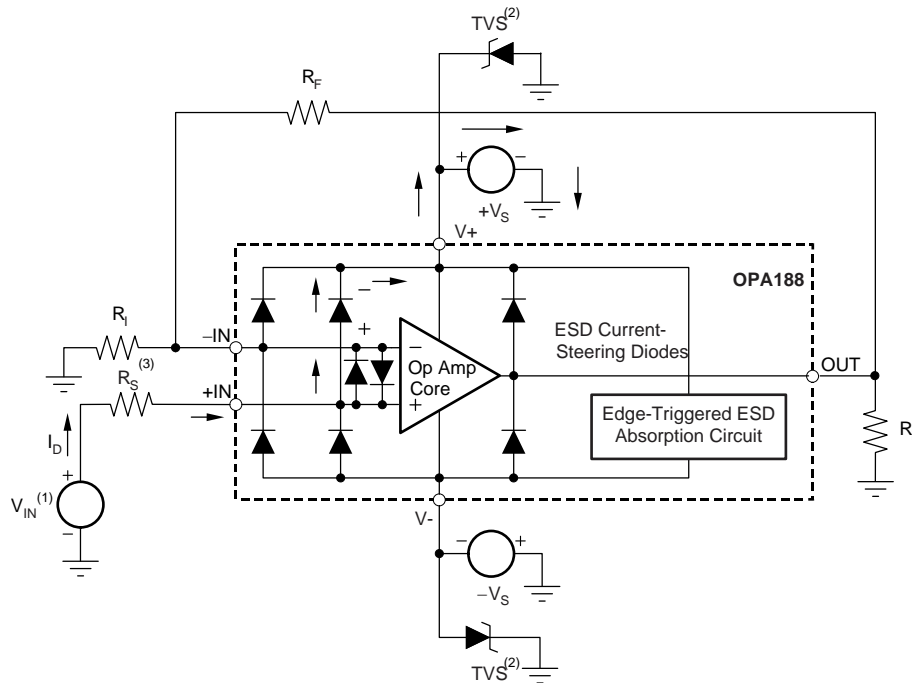 TVS(2)
RF
+ −
+VS
V+
OPA188
−
RI
−IN
+
−
ESD Current-
Steering Diodes
(3)
RS
+IN
Op Amp
Core
+
OUT
Edge-Triggered ESD
Absorption Circuit
R
ID
+
VIN(1)
−
V-
− +
−VS
TVS(2)